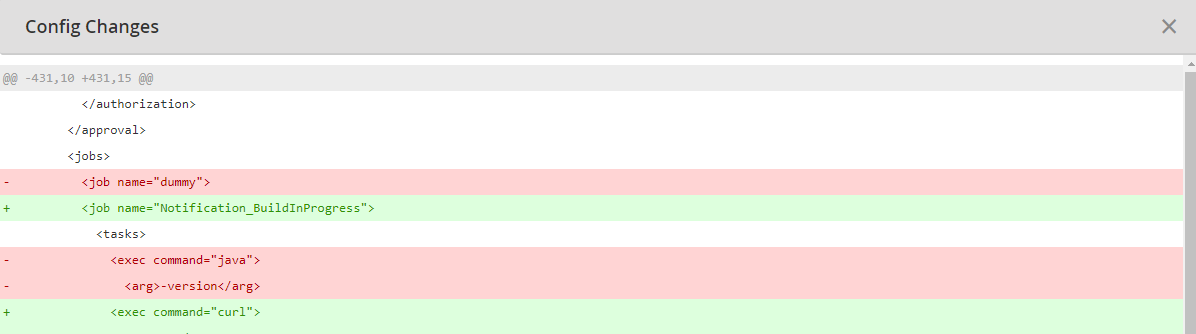 Config Changes
@@ -431,10 +431,15 @@
</authorization>
</approval>
<jobs>
- <job name="dummy">
+ <job name="Notification_BuildInProgress">
<tasks>
- <exec command="java">
- <arg>-version</arg>
+ <exec command="curl">